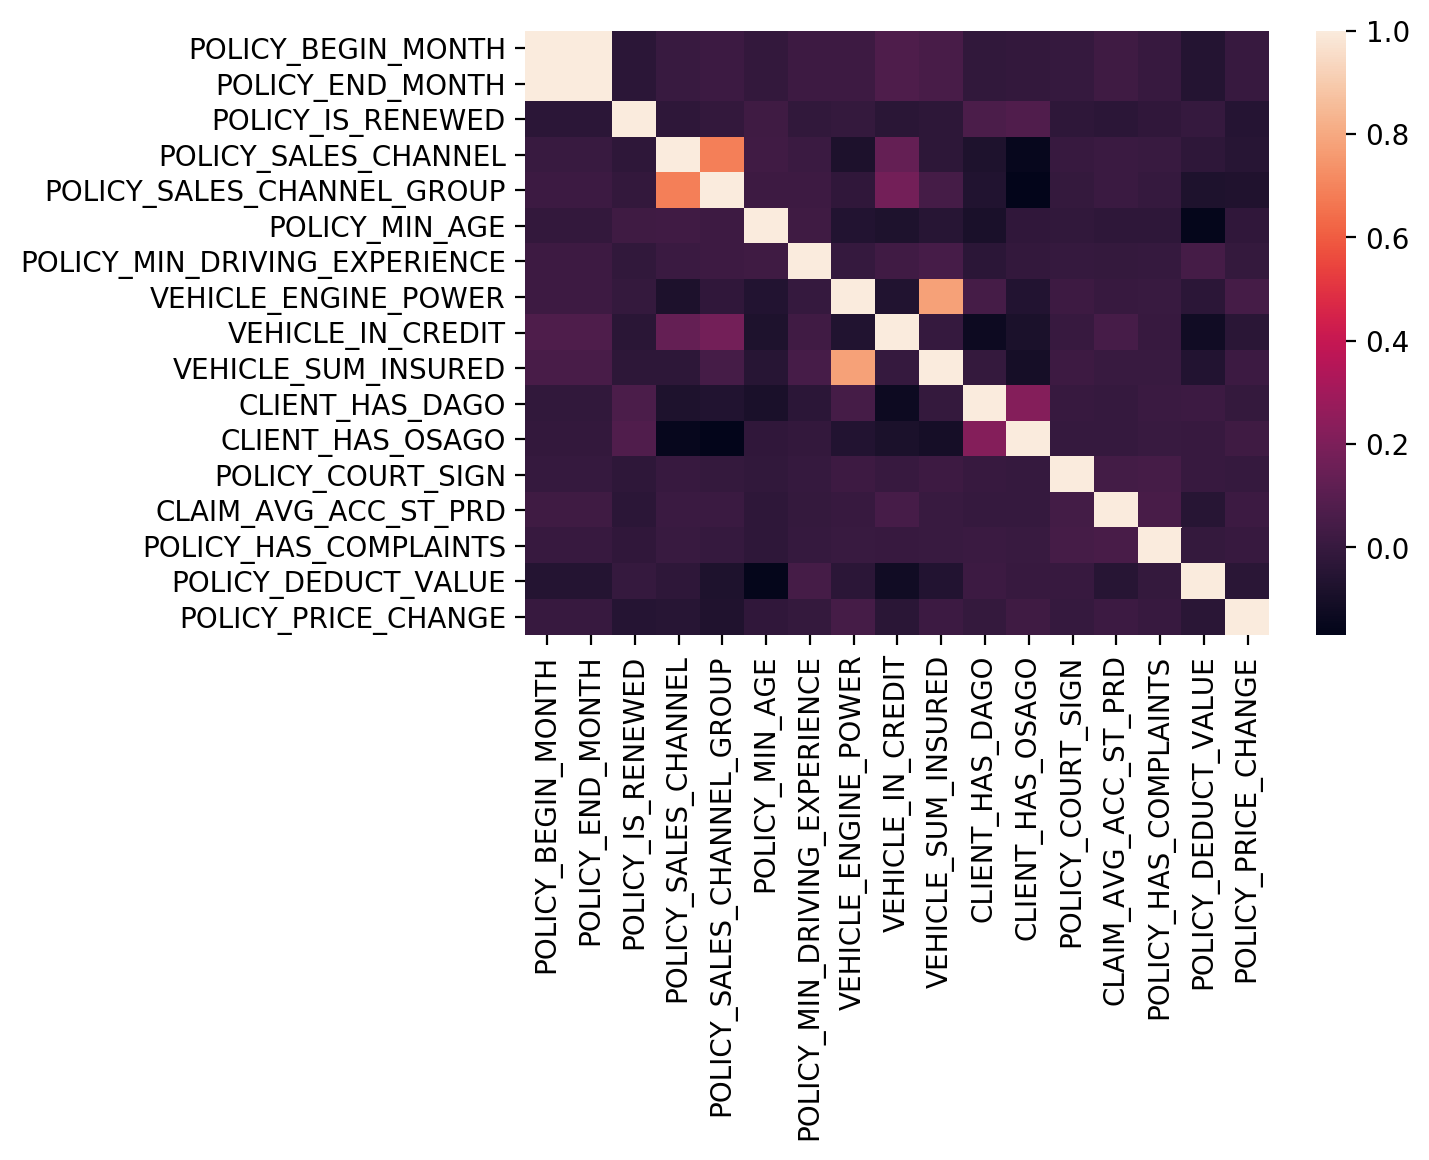 POLICY_BEGIN_MONTH
POLICY_END_MONTH
POLICY_IS_RENEWED
POLICY_SALES_CHANNEL
POLICY_SALES_CHANNEL_GROUP
POLICY_MIN_AGE
POLICY_MIN_DRIVING_EXPERIENCE
VEHICLE_ENGINE_POWER
VEHICLE_IN_CREDIT
VEHICLE_SUM_INSURED
CLIENT_HAS_DAGO
CLIENT_HAS_OSAGO
POLICY_COURT_SIGN
CLAIM_AVG_ACC_ST_PRD
POLICY_HAS_COMPLAINTS
POLICY_DEDUCT_VALUE
POLICY_PRICE_CHANGE
POLICY_BEGIN_MONTH
POLICY_END_MONTH
POLICY_IS_RENEWED
POLICY_SALES_CHANNEL
POLICY_SALES_CHANNEL_GROUP
POLICY_MIN_AGE
POLICY_MIN_DRIVING_EXPERIENCE
VEHICLE_ENGINE_POWER
VEHICLE_IN_CREDIT
VEHICLE_SUM_INSURED
CLIENT_HAS_DAGO
CLIENT_HAS_OSAGO
POLICY_COURT_SIGN
CLAIM_AVG_ACC_ST_PRD
POLICY_HAS_COMPLAINTS
POLICY_DEDUCT_VALUE
POLICY_PRICE_CHANGE
1.0
0.8
0.6
0.4
0.2
0.0